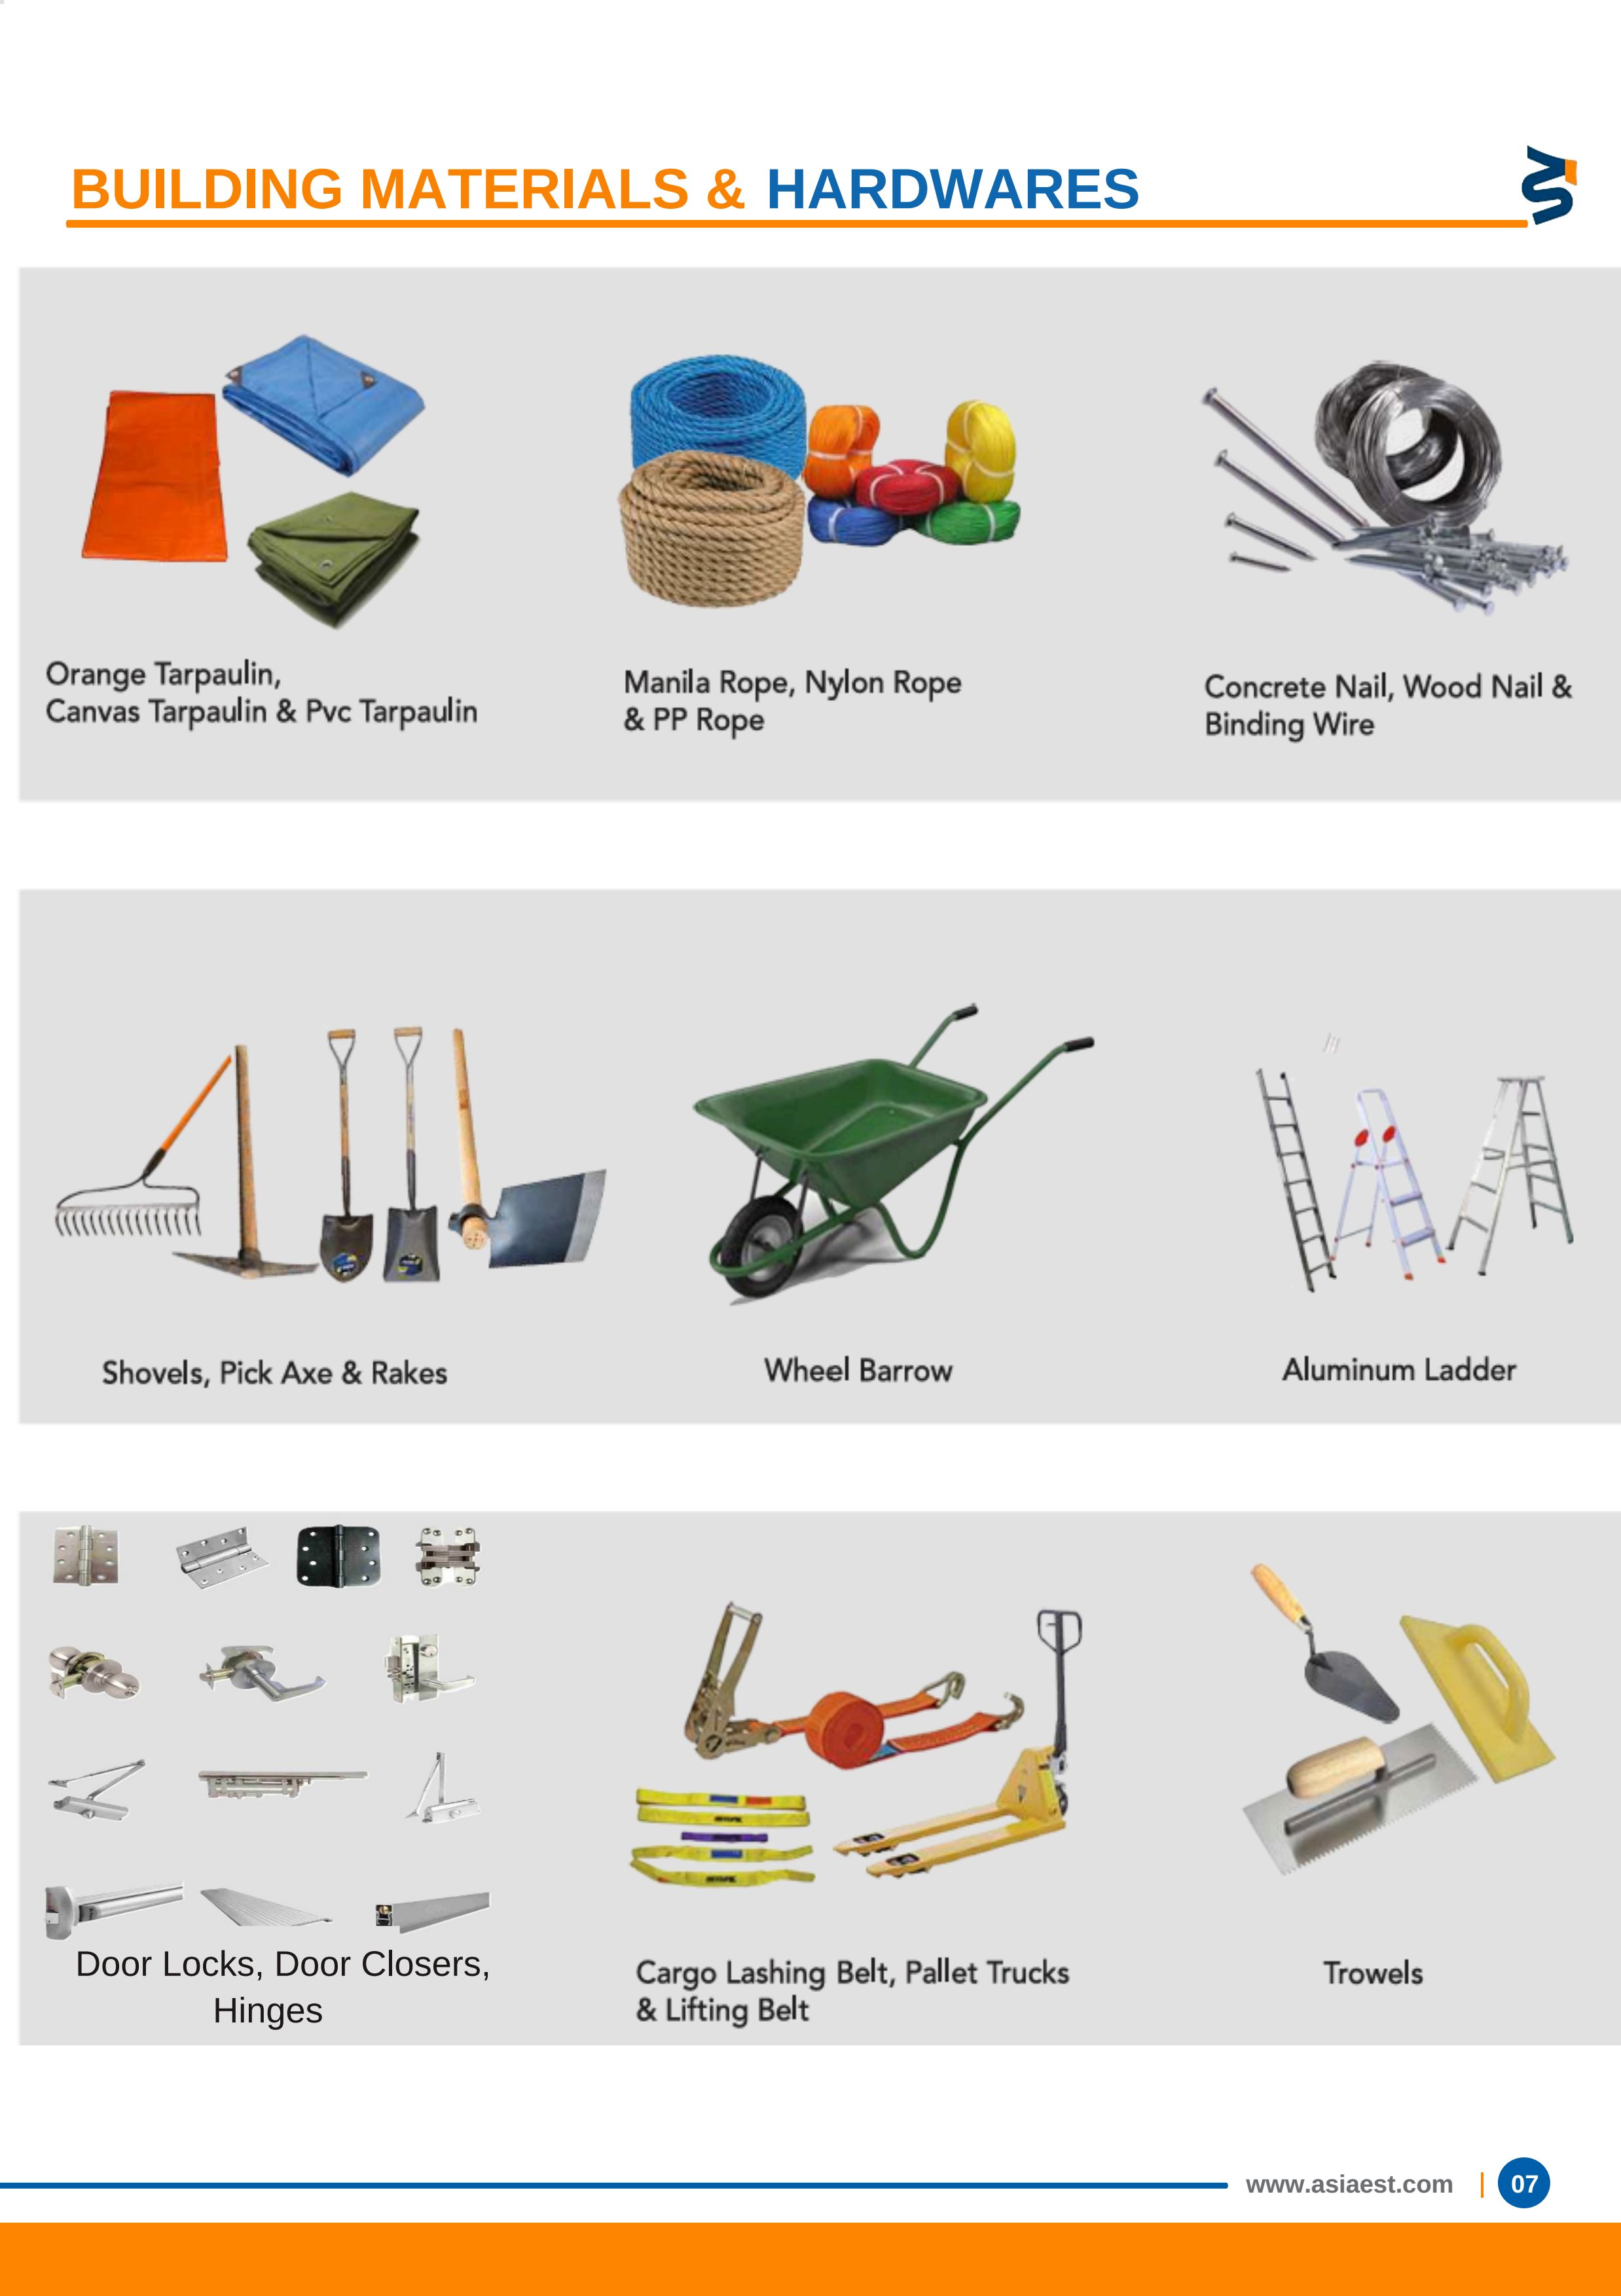 BUILDING MATERIALS & HARDWARES
Orange Tarpaulin,
Canvas Tarpaulin & Pvc Tarpaulin
Manila Rope, Nylon Rope
& PP Rope
Concrete Nail, Wood Nail &
Binding Wire
Shovels, Pick Axe & Rakes
Wheel Barrow
Aluminum Ladder
Door Locks, Door Closers,
Hinges
Cargo Lashing Belt, Pallet Trucks
& Lifting Belt
Trowels
www.asiaest.com | 07